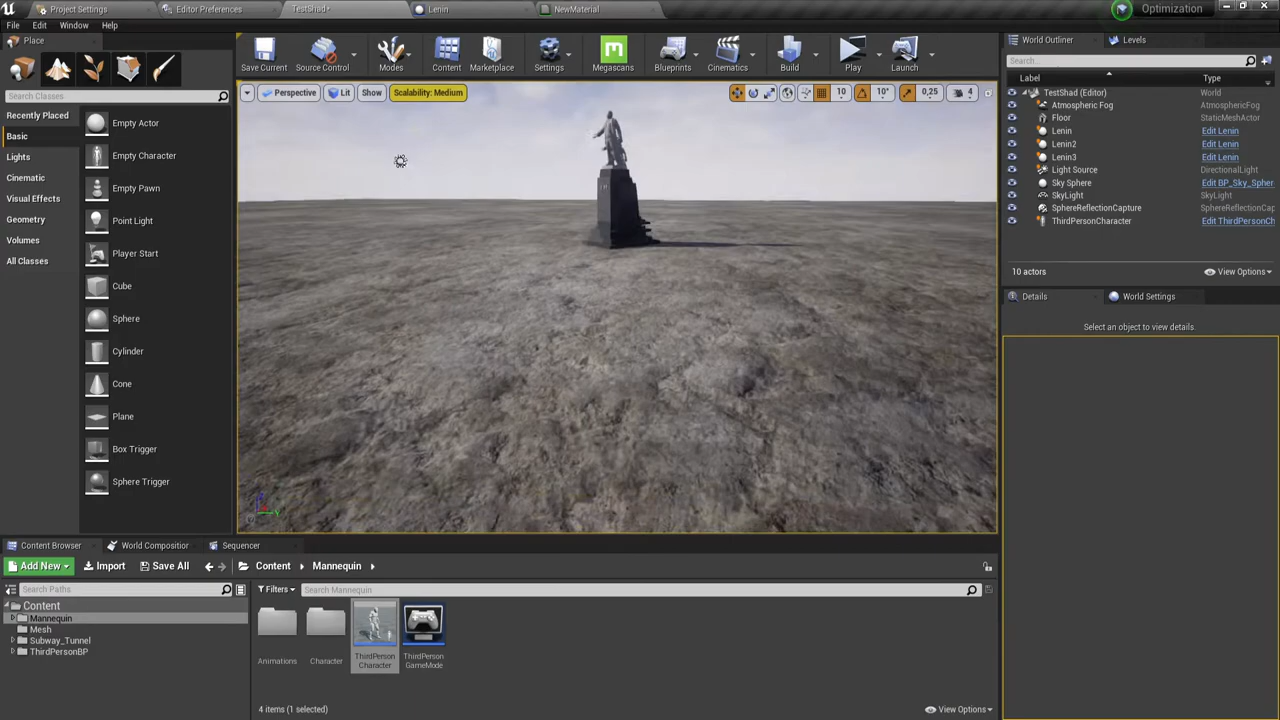 Project Settings
Editor Preferences
TestShad*
Lenin
NewMaterial
Optimization
File
Edit
Window
Help
Place
Search Classes
Recently Placed
Basic
Lights
Cinematic
Visual Effects
Geometry
Volumes
All Classes
Empty Actor
Empty Character
Empty Pawn
Point Light
Player Start
Cube
Sphere
Cylinder
Cone
Plane
Box Trigger
Sphere Trigger
Save Current
Source Control
Modes
Content
Marketplace
Settings
Megascans
Blueprints
Cinematics
Build
Play
Launch
Perspective
Lit
Show
Scalability: Medium
10
10°
0,25
4
World Outliner
Levels
Search...
Label
Type
TestShad (Editor)
World
Atmospheric Fog
AtmosphericFog
Floor
StaticMeshActor
Lenin
Edit Lenin
Lenin2
Edit Lenin
Lenin3
Edit Lenin
Light Source
DirectionalLight
Sky Sphere
Edit BP_Sky_Spher
SkyLight
SkyLight
SphereReflectionCapture
SphereReflectionCap
ThirdPersonCharacter
Edit ThirdPersonCh
10 actors
View Options
Details
World Settings
Select an object to view details.
Content Browser
World Compositior
Sequencer
Add New
Import
Save All
Content
Mannequin
Search Paths
Filters
Search Mannequin
Content
Mannequin
Mesh
Subway_Tunnel
ThirdPersonBP
Animations
Character
ThirdPerson
Character
ThirdPerson
GameMode
4 items (1 selected)
View Options